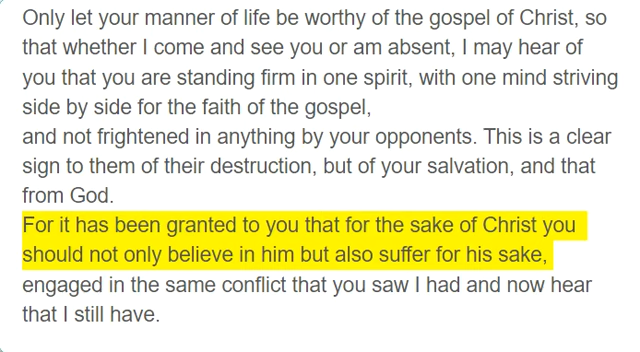 Only let your manner of life be worthy of the gospel of Christ, so
that whether I come and see you or am absent, I may hear of
you that you are standing firm in one spirit, with one mind striving
side by side for the faith of the gospel,
and not frightened in anything by your opponents. This is a clear
sign to them of their destruction, but of your salvation, and that
from God.
For it has been granted to you that for the sake of Christ you
should not only believe in him but also suffer for his sake,
engaged in the same conflict that you saw I had and now hear
that I still have.